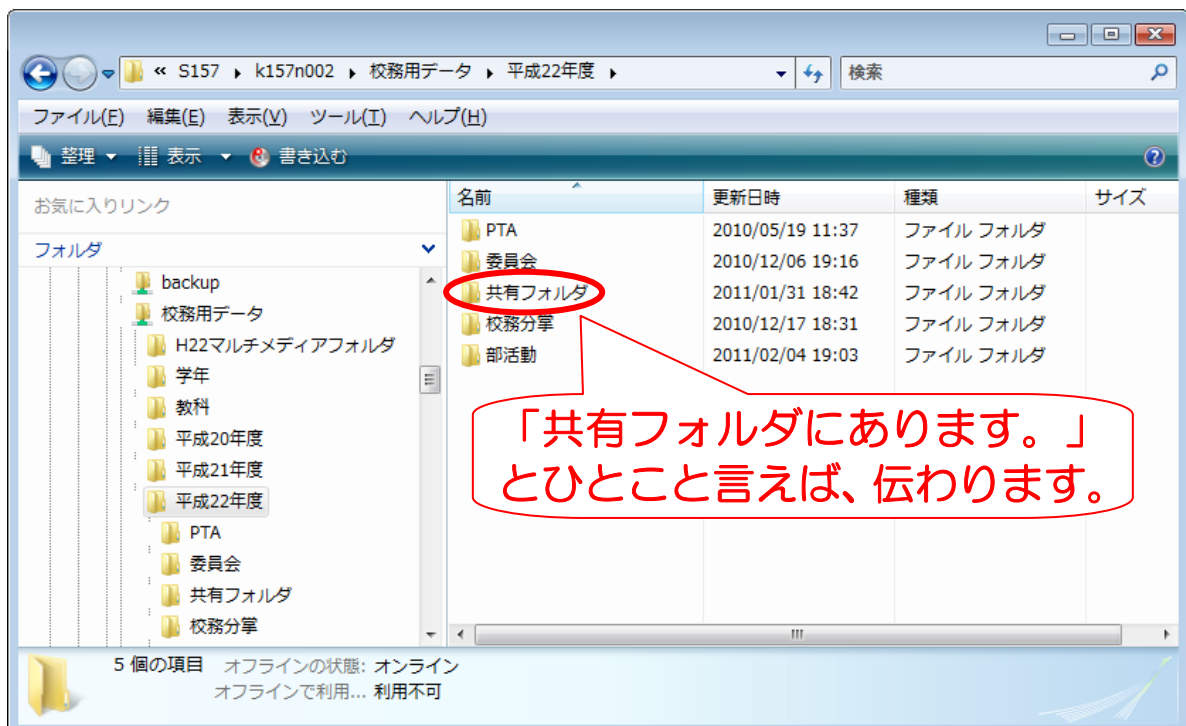 « S157 ▸ k157n002 ▸ 校務用データ ▸ 平成22年度 ▸
検索
ファイル(F) 編集(E) 表示(V) ツール(T) ヘルプ(H)
整理 表示 書き込む
お気に入りリンク
フォルダ
backup
校務用データ
H22マルチメディアフォルダ
学年
教科
平成20年度
平成21年度
平成22年度
PTA
委員会
共有フォルダ
校務分掌
名前 更新日時 種類 サイズ
PTA 2010/05/19 11:37 ファイル フォルダ
委員会 2010/12/06 19:16 ファイル フォルダ
共有フォルダ 2011/01/31 18:42 ファイル フォルダ
校務分掌 2010/12/17 18:31 ファイル フォルダ
部活動 2011/02/04 19:03 ファイル フォルダ
「共有フォルダにあります。」
とひとこと言えば、伝わります。
5 個の項目 オフラインの状態: オンライン
オフラインで利用... 利用不可